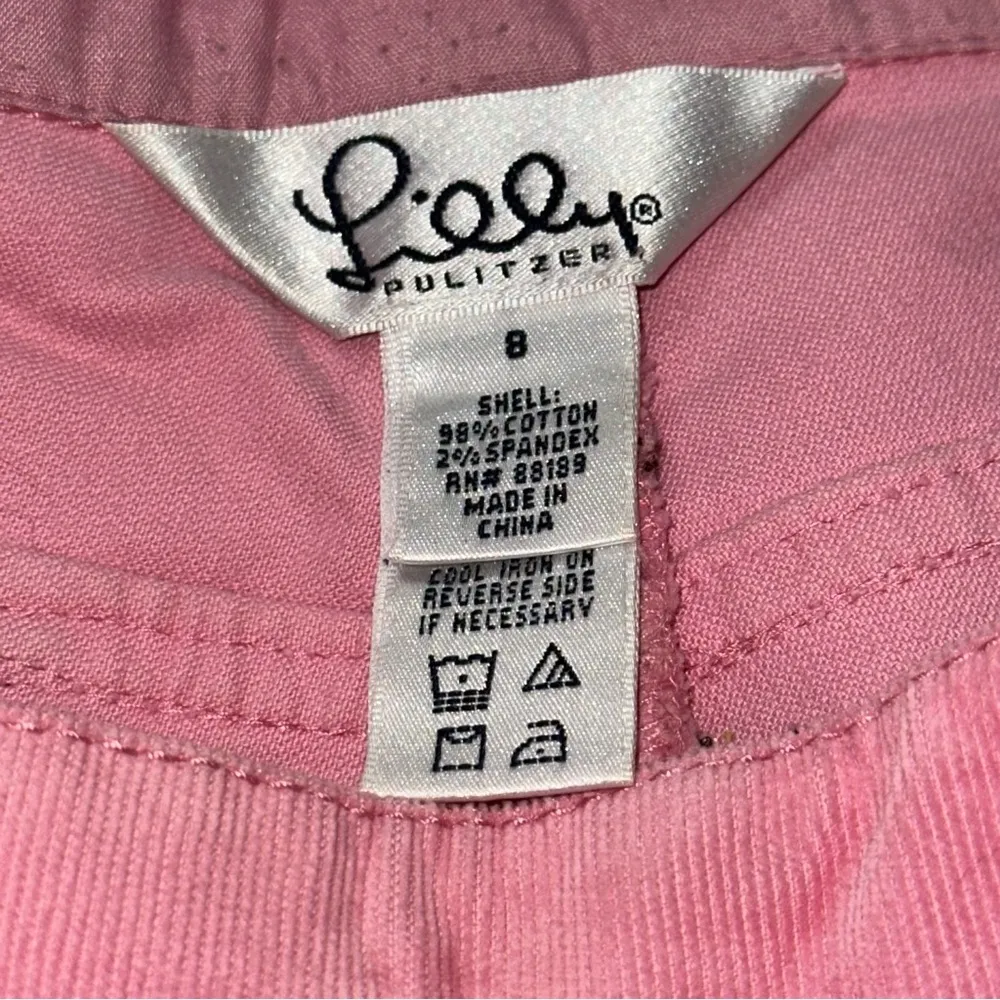 Lilly®
PULITZER
8
SHELL:
98% COTTON
2% SPANDEX
RN# 88189
MADE IN
CHINA
COOL IRON ON
REVERSE SIDE
IF NECESSARY